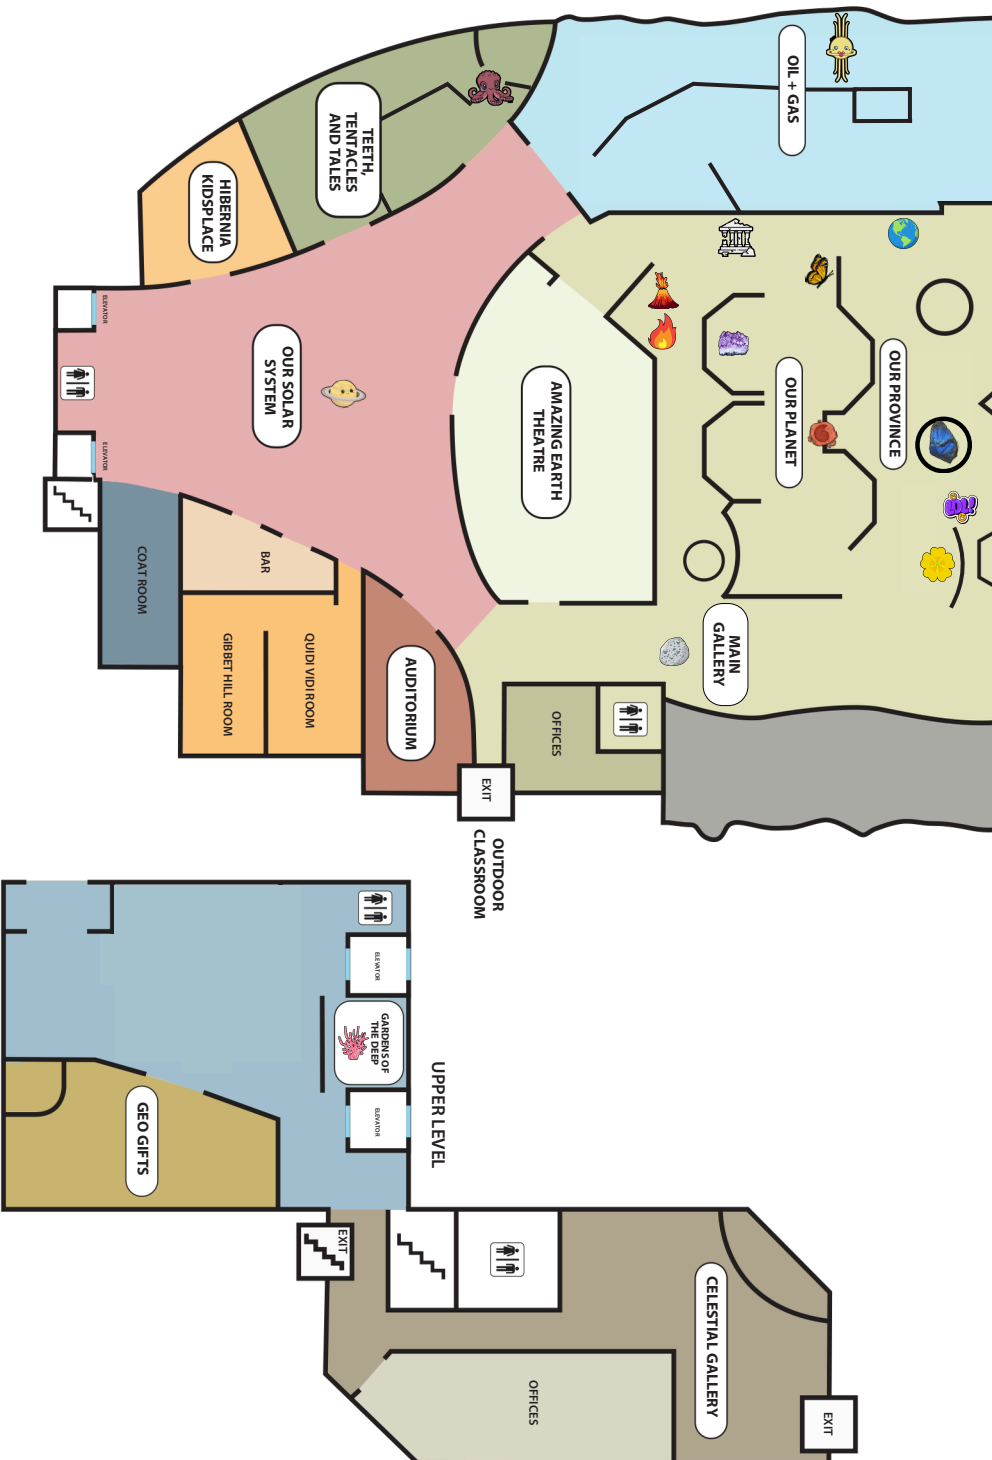 OIL + GAS
TEETH,
TENTACLES
AND TALES
HIBERNIA
KIDSPLACE
ELEVATOR
OUR SOLAR
SYSTEM
ELEVATOR
AMAZING EARTH
THEATRE
OUR PLANET
OUR PROVINCE
LOL!
COAT ROOM
BAR
GIBBET HILL ROOM
QUIDI VIDI ROOM
AUDITORIUM
MAIN
GALLERY
OFFICES
EXIT
OUTDOOR
CLASSROOM
ELEVATOR
GARDENS OF
THE DEEP
ELEVATOR
UPPER LEVEL
GEO GIFTS
EXIT
CELESTIAL GALLERY
OFFICES
EXIT